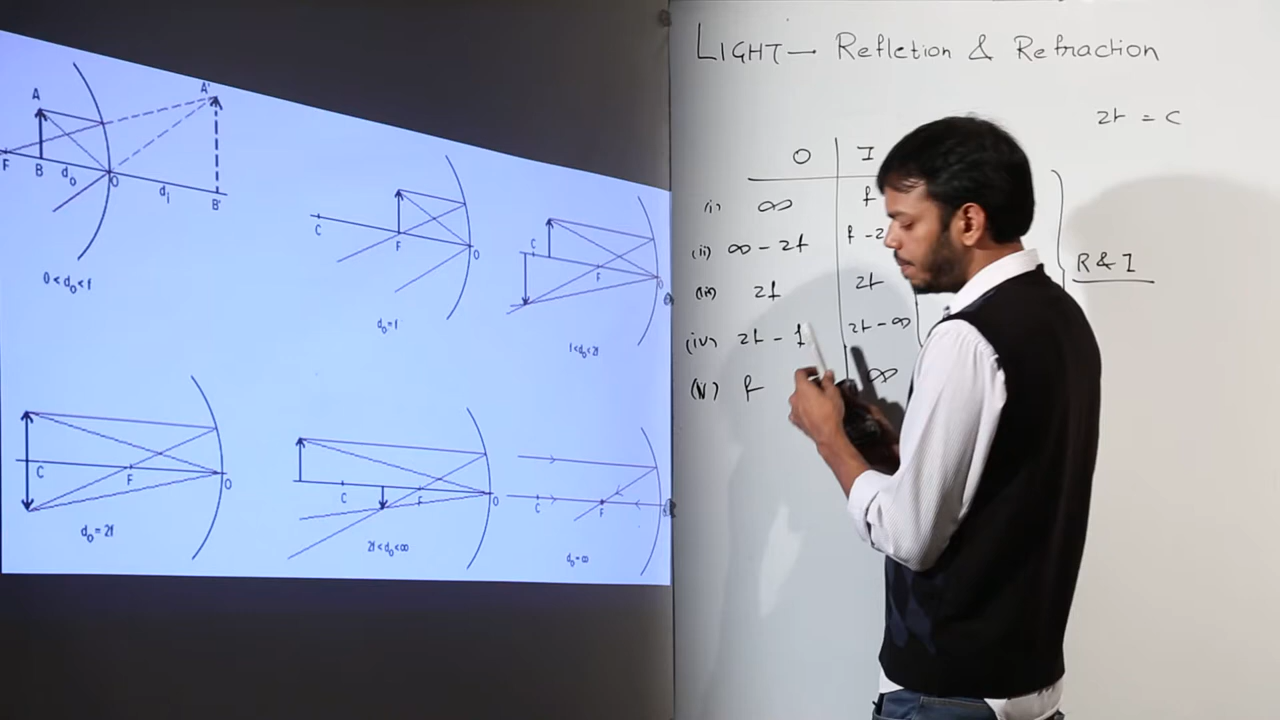 LIGHT — Refletion & Refraction
2f = C
O I
(i) ∞ f
(ii) ∞ - 2f f - 2
(iii) 2f 2f
(iv) 2f - f 2f - ∞
(v) f ∞
R & I
A A'
F B d₀ O dᵢ B'
0 < d₀ < f
C F O
d₀ = f
C F
f < d₀ < 2f
C F O
d₀ = 2f
C F O
2f < d₀ < ∞
C F
d₀ = ∞